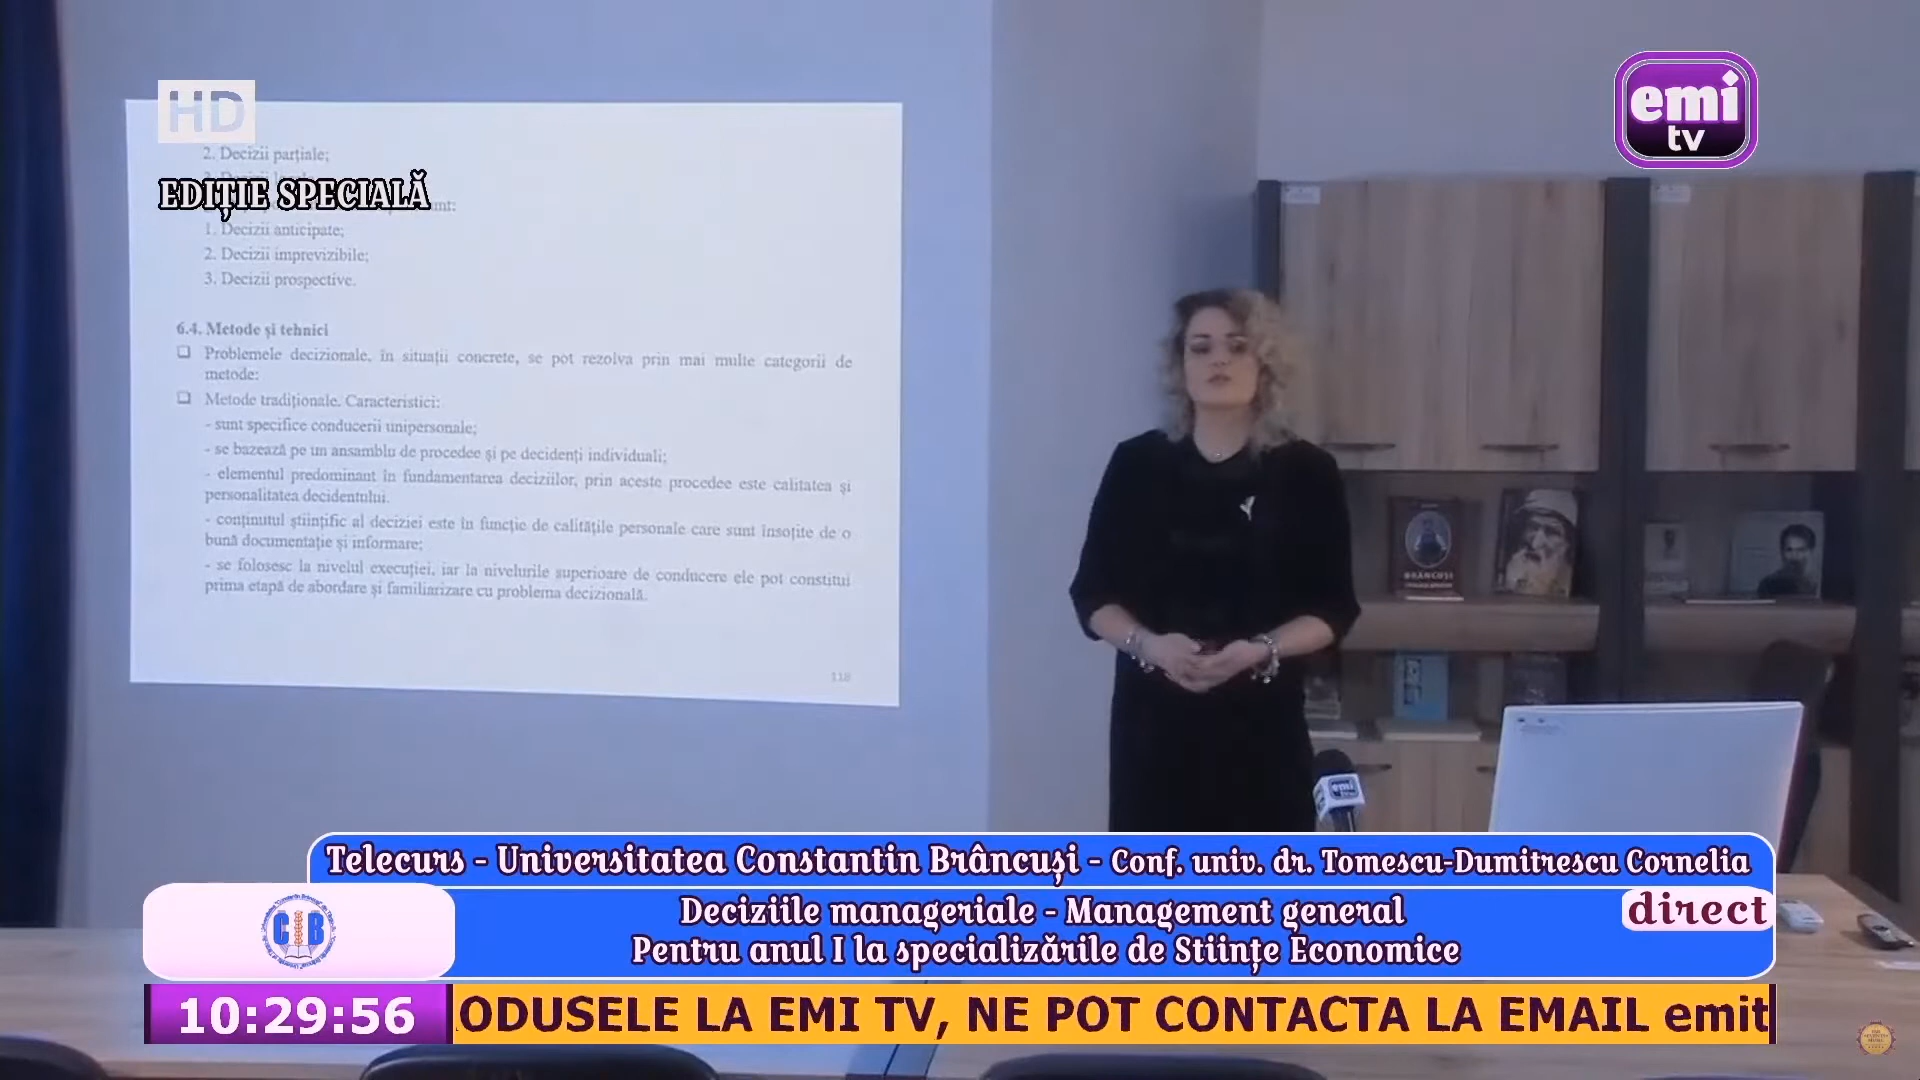 HD
emi
tv
2. Decizii parțiale;
EDIȚIE SPECIALĂ
1. Decizii anticipate;
2. Decizii imprevizibile;
3. Decizii prospective.
6.4. Metode și tehnici
Problemele decizionale, în situații concrete, se pot rezolva prin mai multe categorii de
metode:
Metode tradiționale. Caracteristici:
- sunt specifice conducerii unipersonale;
- se bazează pe un ansamblu de procedee și pe decidenți individuali;
- elementul predominant în fundamentarea deciziilor, prin aceste procedee este calitatea și
personalitatea decidentului.
- conținutul științific al deciziei este în funcție de calitățile personale care sunt însoțite de o
bună documentație și informare;
- se folosesc la nivelul execuției, iar la nivelurile superioare de conducere ele pot constitui
prima etapă de abordare și familiarizare cu problema decizională.
118
BRÂNCUȘI
emi
Telecurs - Universitatea Constantin Brâncuși - Conf. univ. dr. Tomescu-Dumitrescu Cornelia
Deciziile manageriale - Management general
direct
Pentru anul I la specializările de Stiințe Economice
CB
10:29:56
ODUSELE LA EMI TV, NE POT CONTACTA LA EMAIL emit